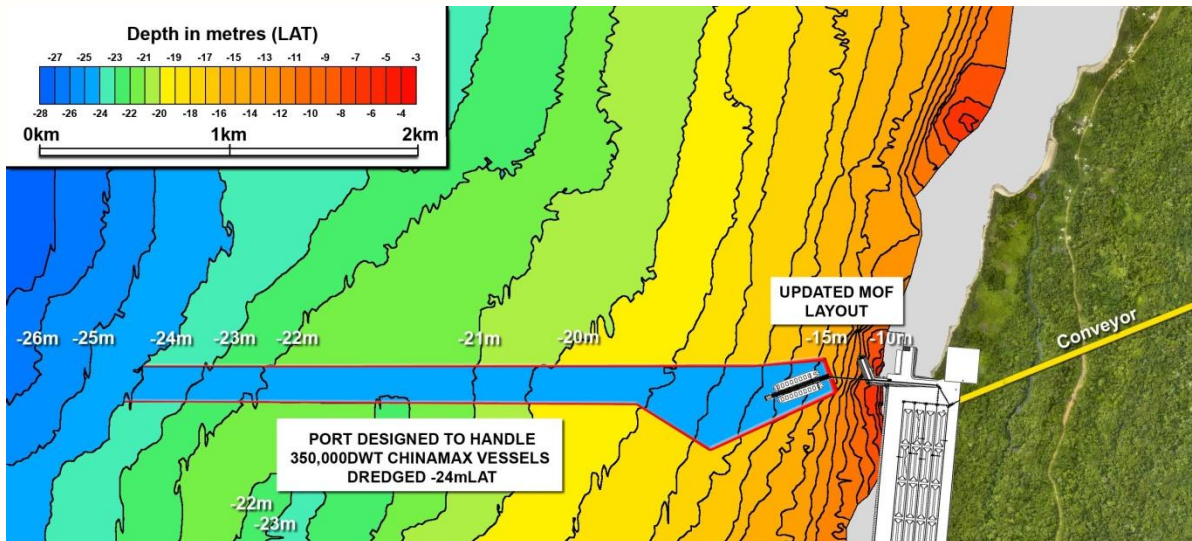 Depth in metres (LAT)
-27 -25 -23 -21 -19 -17 -15 -13 -11 -9 -7 -5 -3
-28 -26 -24 -22 -20 -18 -16 -14 -12 -10 -8 -6 -4
0km 1km 2km
UPDATED MOF
LAYOUT
-26m -25m -24m -23m -22m -21m -20m -15m -10m
Conveyor
PORT DESIGNED TO HANDLE
350,000DWT CHINAMAX VESSELS
DREDGED -24mLAT
-22m
-23m